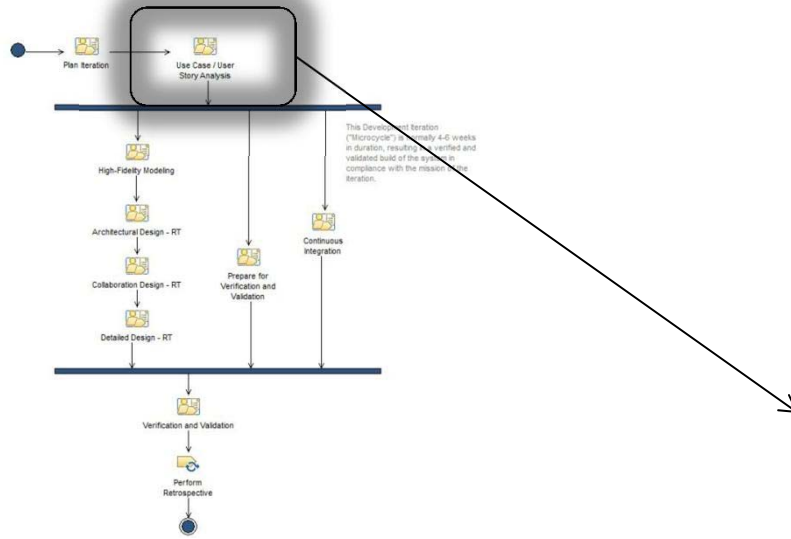 Plan Iteration
Use Case / User
Story Analysis
This Development Iteration
("Microcycle") is normally 4-6 weeks
in duration, resulting in a verified and
validated build of the system in
compliance with the mission of the
iteration.
High-Fidelity Modeling
Architectural Design - RT
Continuous
Integration
Collaboration Design - RT
Prepare for
Verification and
Validation
Detailed Design - RT
Verification and Validation
Perform
Retrospective